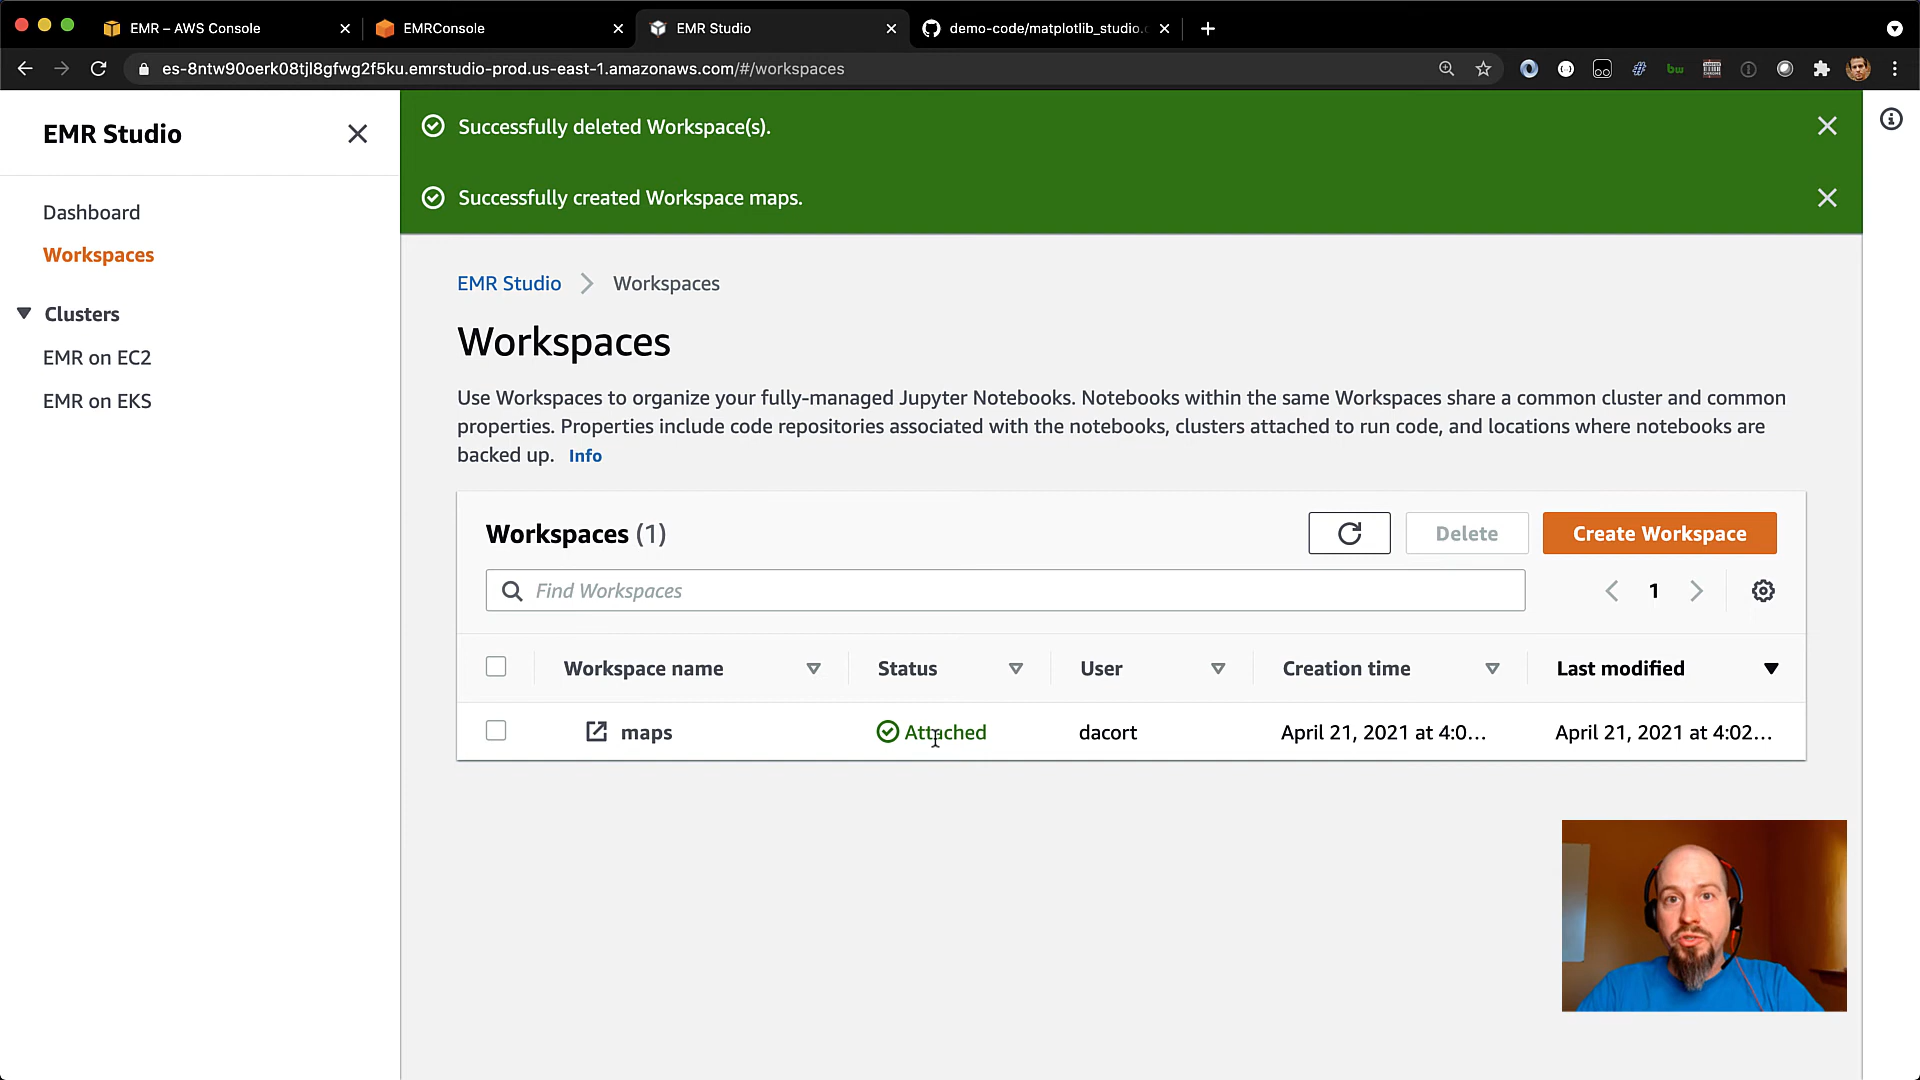 EMR – AWS Console
EMRConsole
EMR Studio
demo-code/matplotlib_studio.
es-8ntw90oerk08tjl8gfwg2f5ku.emrstudio-prod.us-east-1.amazonaws.com/#/workspaces
bw
EMR Studio
Dashboard
Workspaces
Clusters
EMR on EC2
EMR on EKS
Successfully deleted Workspace(s).
Successfully created Workspace maps.
EMR Studio
Workspaces
Workspaces
Use Workspaces to organize your fully-managed Jupyter Notebooks. Notebooks within the same Workspaces share a common cluster and common
properties. Properties include code repositories associated with the notebooks, clusters attached to run code, and locations where notebooks are
backed up. Info
Workspaces (1)
Delete
Create Workspace
Find Workspaces
1
Workspace name
Status
User
Creation time
Last modified
maps
Attached
dacort
April 21, 2021 at 4:0...
April 21, 2021 at 4:02...